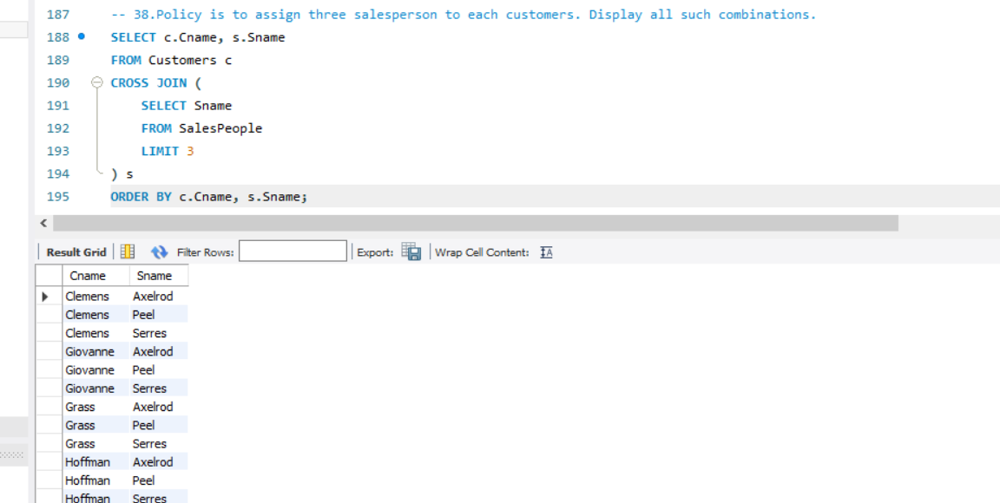 187 -- 38.Policy is to assign three salesperson to each customers. Display all such combinations.
188 SELECT c.Cname, s.Sname
189 FROM Customers c
190 CROSS JOIN (
191 SELECT Sname
192 FROM SalesPeople
193 LIMIT 3
194 ) s
195 ORDER BY c.Cname, s.Sname;
Result Grid Filter Rows: Export: Wrap Cell Content: IA
Cname Sname
Clemens Axelrod
Clemens Peel
Clemens Serres
Giovanne Axelrod
Giovanne Peel
Giovanne Serres
Grass Axelrod
Grass Peel
Grass Serres
Hoffman Axelrod
Hoffman Peel
Hoffman Serres